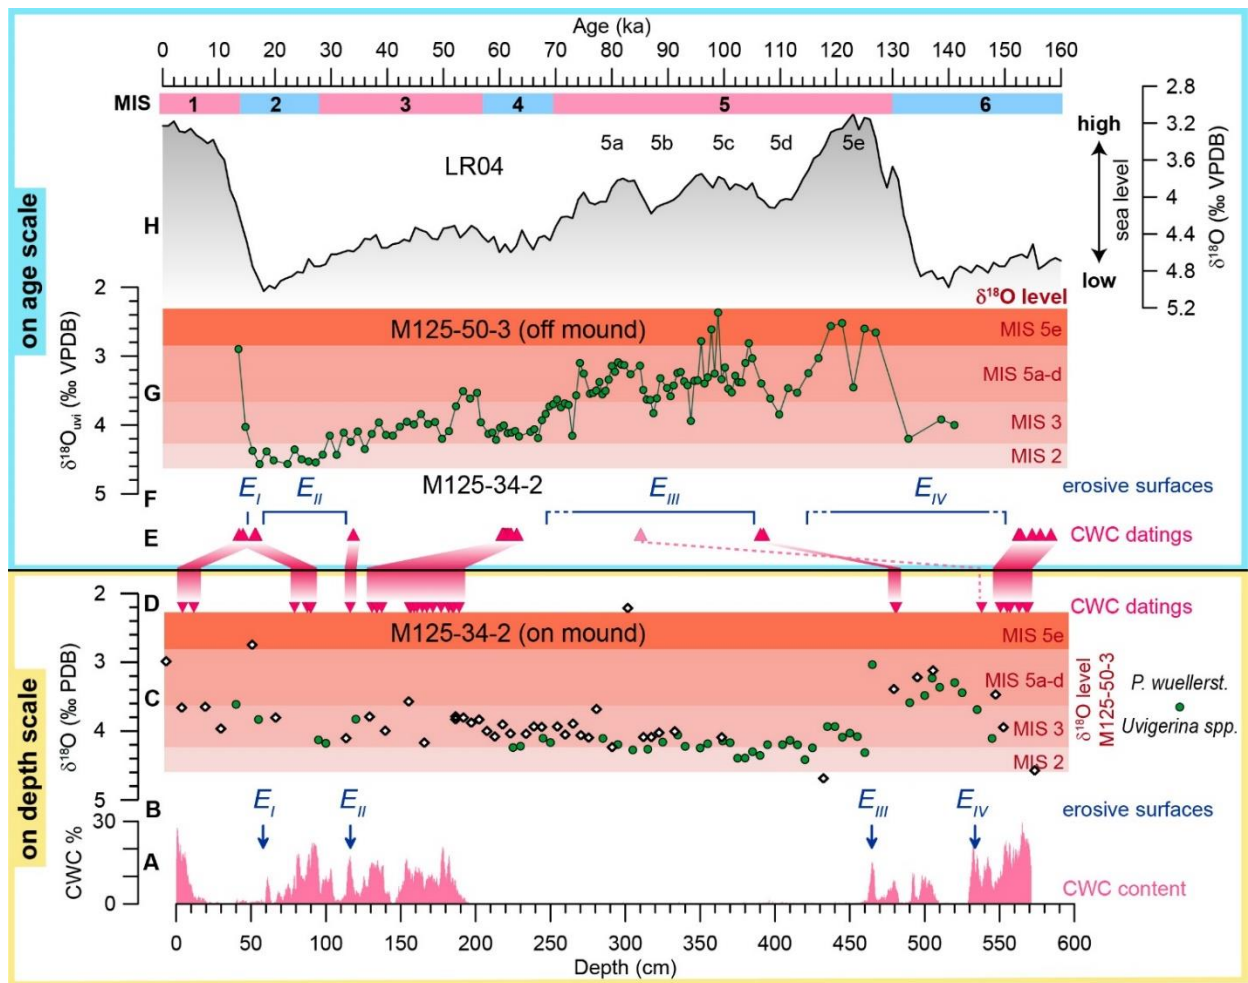 Age (ka)
0 10 20 30 40 50 60 70 80 90 100 110 120 130 140 150 160
MIS 1 2 3 4 5 6
2.8
3.2
3.6
4
4.4
4.8
5.2
δ18O (‰ VPDB)
high
sea level
low
5a 5b 5c 5d 5e
LR04
H
on age scale
2
3
4
5
δ18Ouvi (‰ VPDB)
δ18O level
M125-50-3 (off mound)
MIS 5e
MIS 5a-d
G
MIS 3
MIS 2
F
M125-34-2
EI EII EIII EIV
erosive surfaces
E
CWC datings
on depth scale
D
CWC datings
2
3
4
5
δ18O (‰ PDB)
M125-34-2 (on mound)
MIS 5e
MIS 5a-d
C
MIS 3
MIS 2
δ18O level
M125-50-3
P. wuellerst.
Uvigerina spp.
B
EI EII EIII EIV
erosive surfaces
30
0
CWC %
A
CWC content
0 50 100 150 200 250 300 350 400 450 500 550 600
Depth (cm)